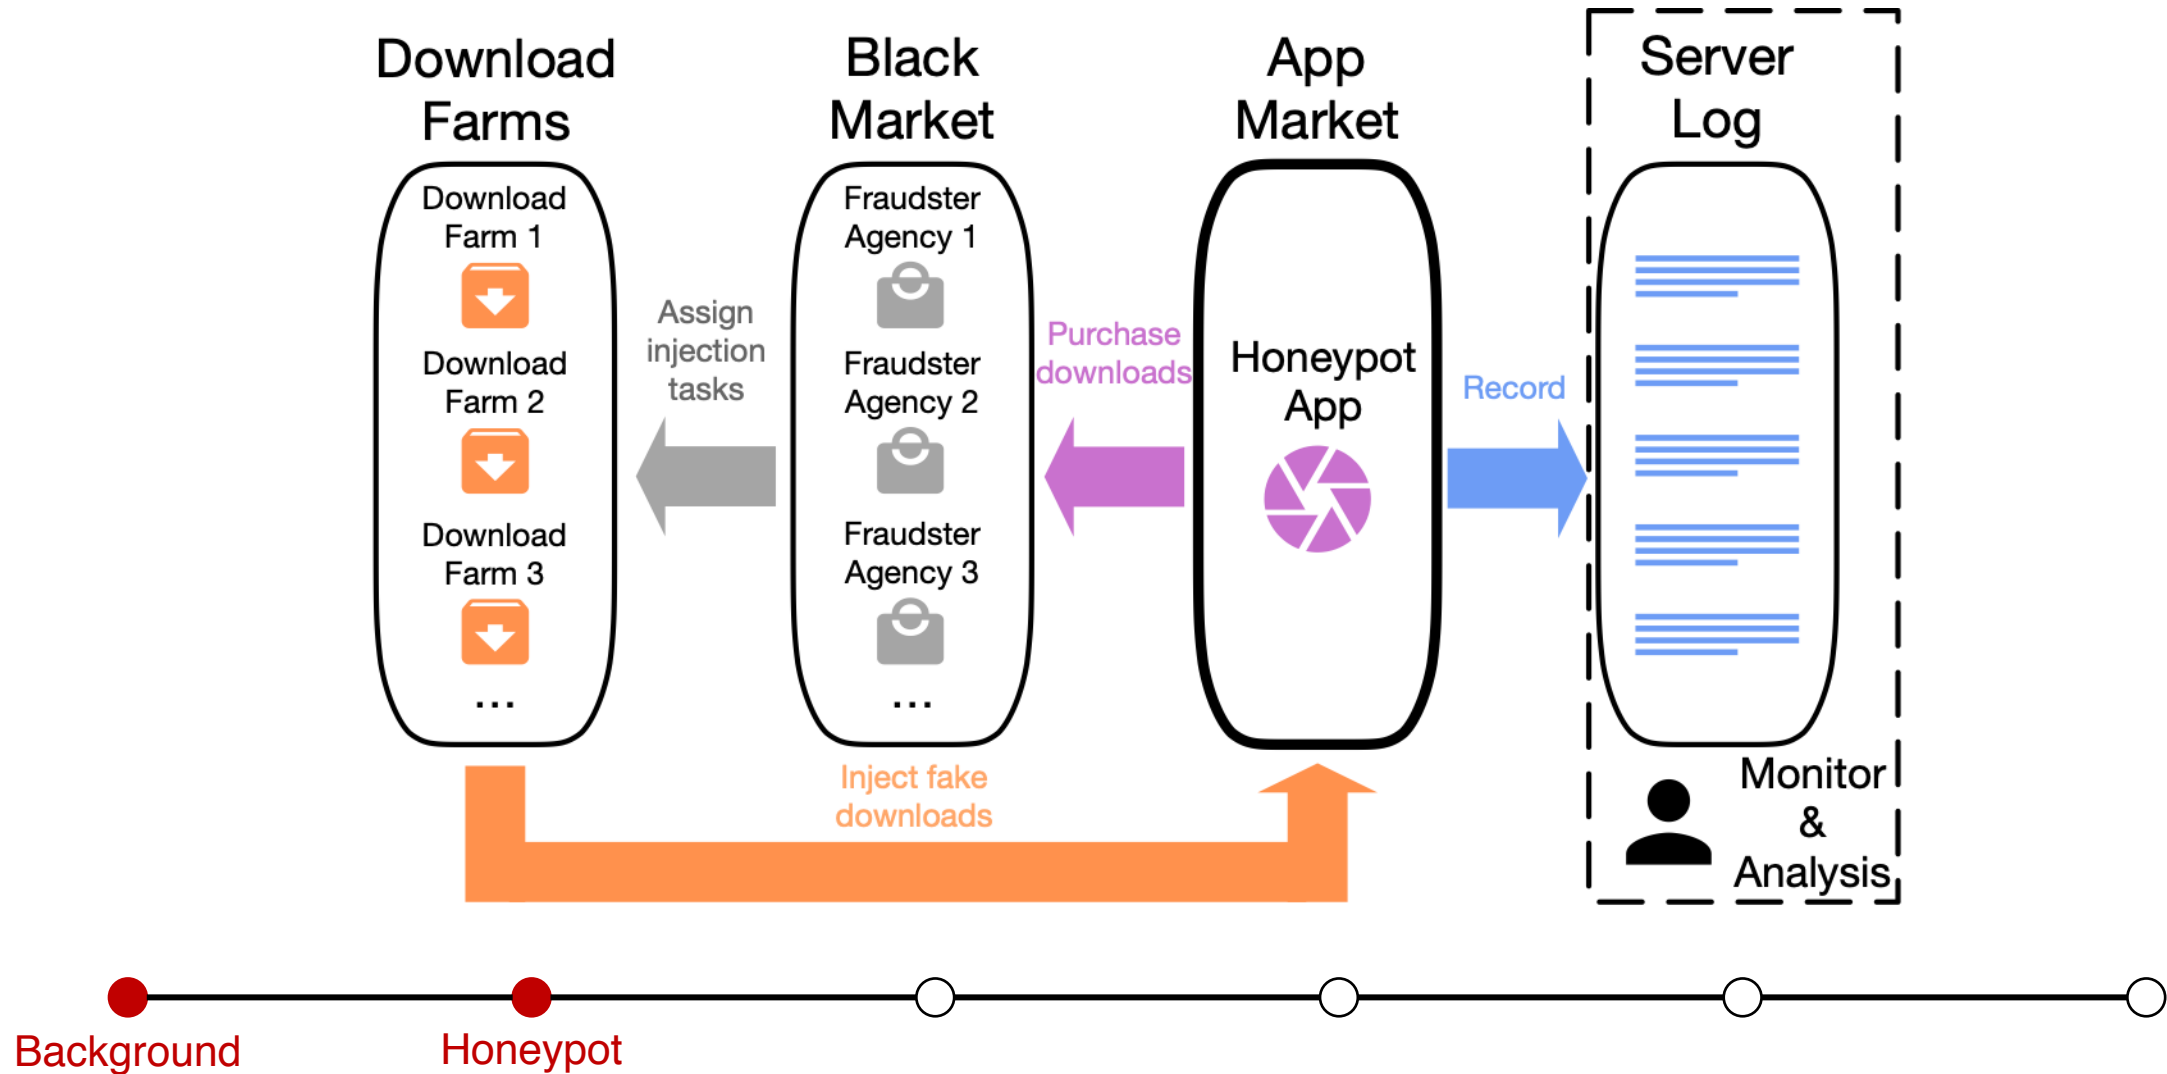 Download
Farms
Black
Market
App
Market
Server
Log
Download
Farm 1
Download
Farm 2
Download
Farm 3
...
Assign
injection
tasks
Fraudster
Agency 1
Fraudster
Agency 2
Fraudster
Agency 3
...
Purchase
downloads
Honeypot
App
Record
Inject fake
downloads
Monitor
&
Analysis
Background
Honeypot